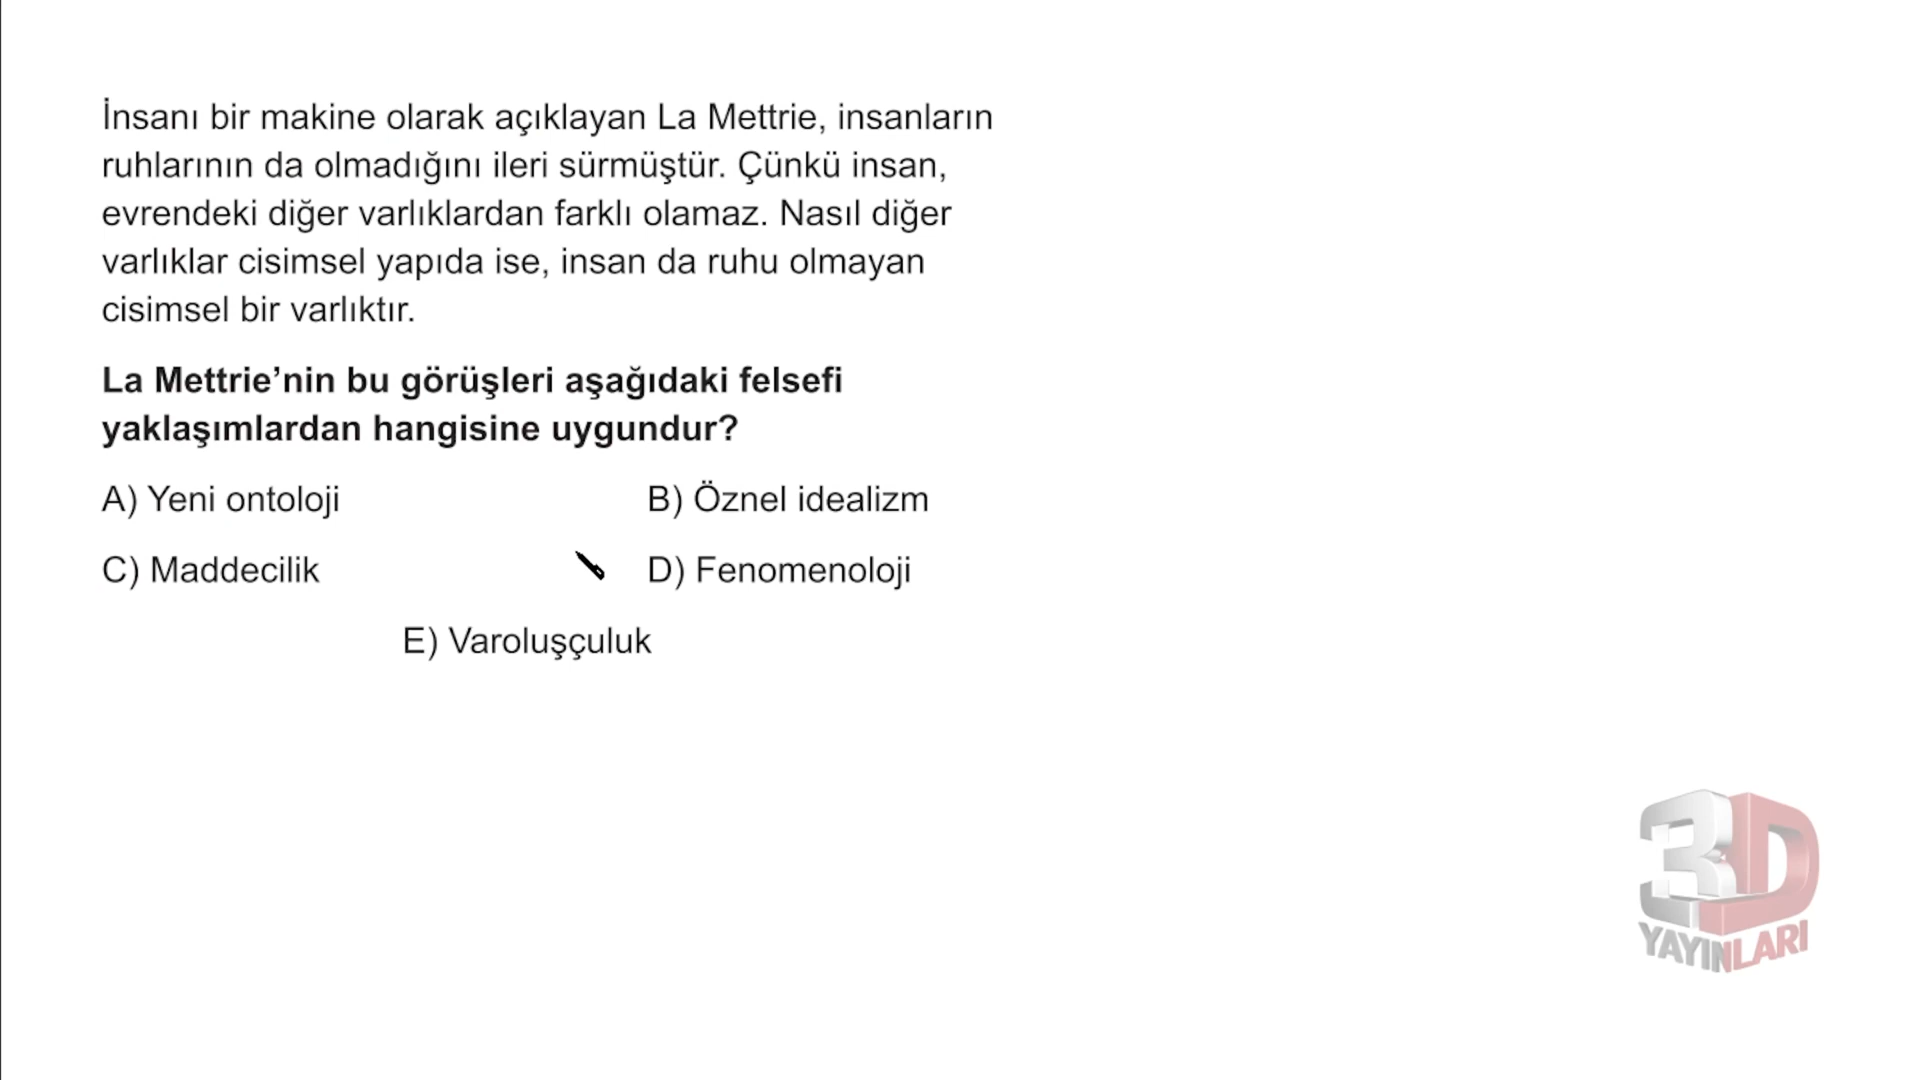 İnsanı bir makine olarak açıklayan La Mettrie, insanların
ruhlarının da olmadığını ileri sürmüştür. Çünkü insan,
evrendeki diğer varlıklardan farklı olamaz. Nasıl diğer
varlıklar cisimsel yapıda ise, insan da ruhu olmayan
cisimsel bir varlıktır.
La Mettrie’nin bu görüşleri aşağıdaki felsefi
yaklaşımlardan hangisine uygundur?
A) Yeni ontoloji B) Öznel idealizm
C) Maddecilik D) Fenomenoloji
E) Varoluşçuluk
3D
YAYINLARI